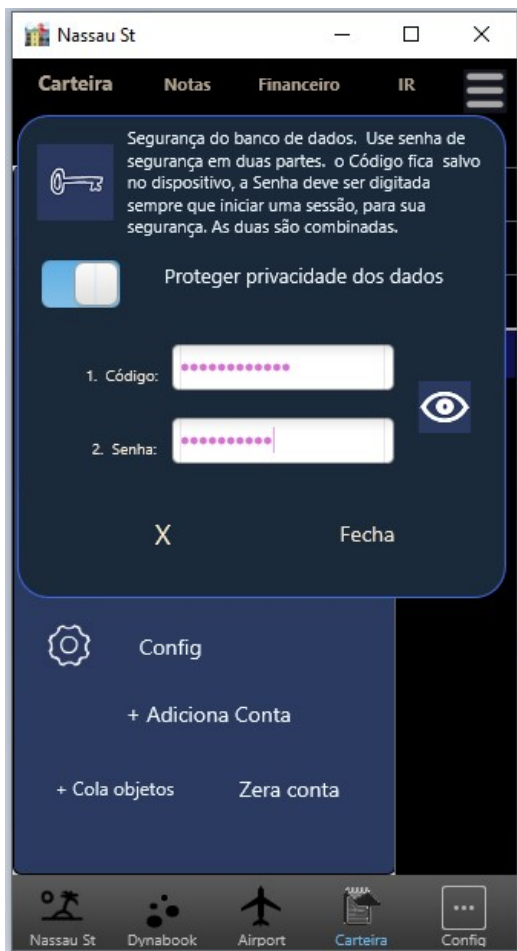 Nassau St
Carteira Notas Financeiro IR
Segurança do banco de dados. Use senha de
segurança em duas partes. o Código fica salvo
no dispositivo, a Senha deve ser digitada
sempre que iniciar uma sessão, para sua
segurança. As duas são combinadas.
Proteger privacidade dos dados
1. Código:
2. Senha:
X Fecha
Config
+ Adiciona Conta
+ Cola objetos Zera conta
Nassau St Dynabook Airport Carteira Config